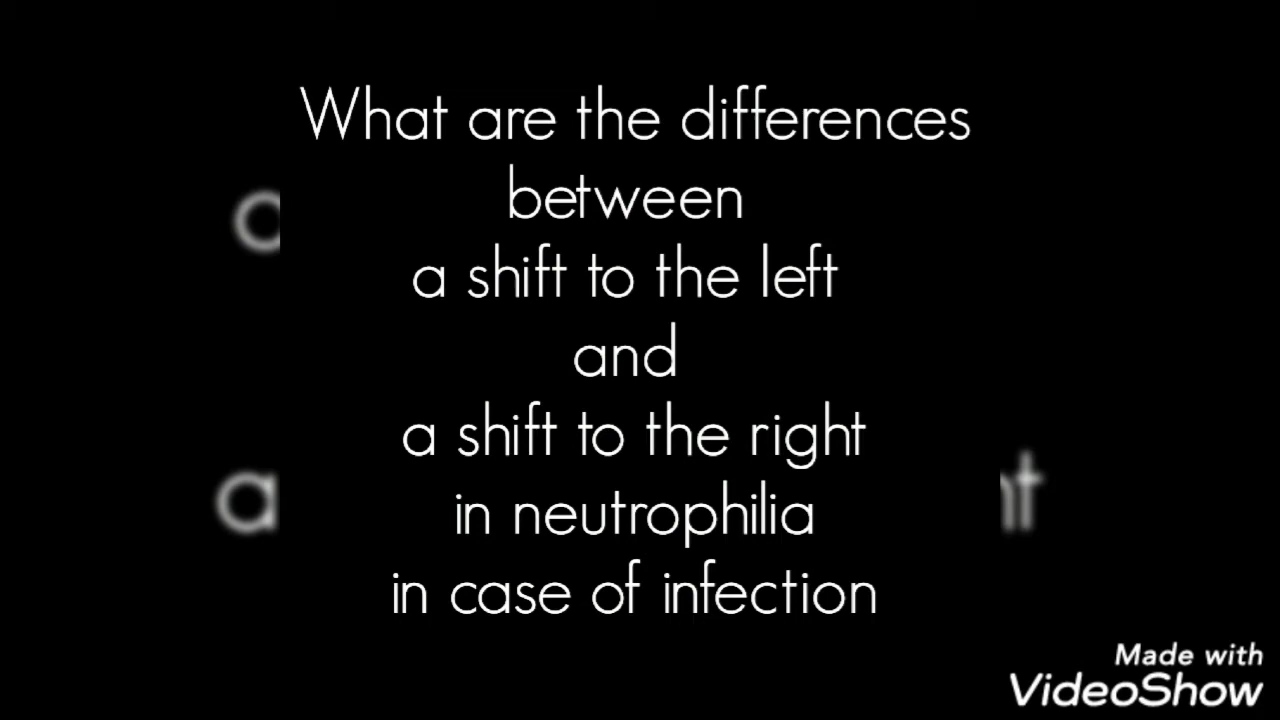 What are the differences
between
a shift to the left
and
a shift to the right
in neutrophilia
in case of infection
Made with
VideoShow